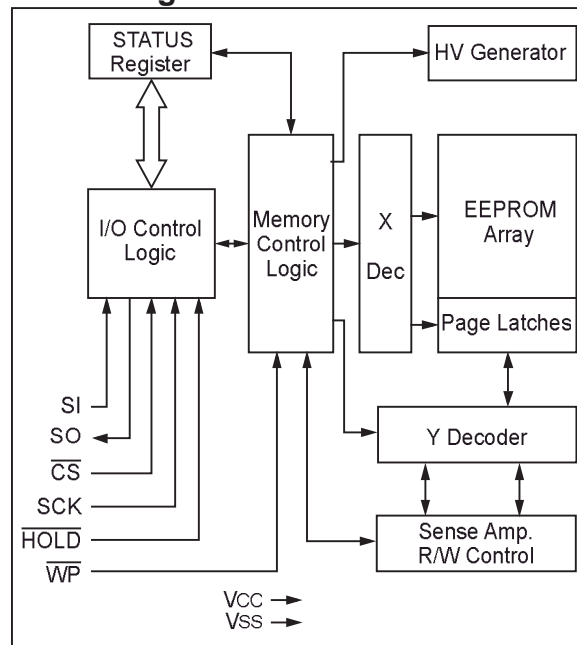 STATUS
Register
HV Generator
I/O Control
Logic
Memory
Control
Logic
X
Dec
EEPROM
Array
Page Latches
SI
SO
CS
SCK
HOLD
WP
Y Decoder
Sense Amp.
R/W Control
VCC
VSS